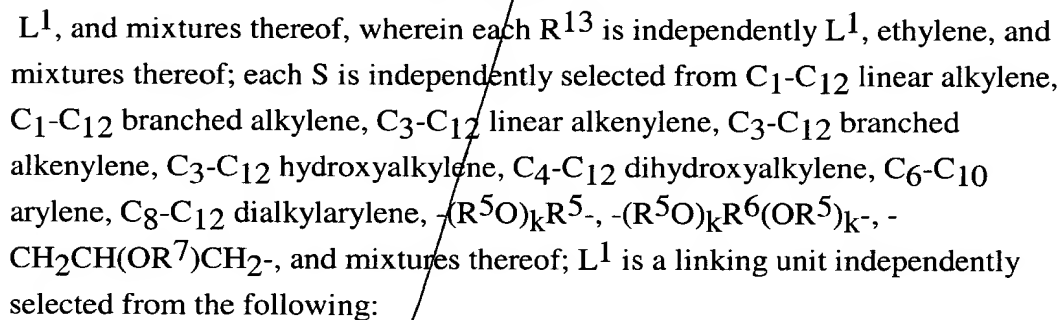 L¹, and mixtures thereof, wherein each R¹³ is independently L¹, ethylene, and
mixtures thereof; each S is independently selected from C₁-C₁₂ linear alkylene,
C₁-C₁₂ branched alkylene, C₃-C₁₂ linear alkenylene, C₃-C₁₂ branched
alkenylene, C₃-C₁₂ hydroxyalkylene, C₄-C₁₂ dihydroxyalkylene, C₆-C₁₀
arylene, C₈-C₁₂ dialkylarylene, -(R⁵O)ₖR⁵-, -(R⁵O)ₖR⁶(OR⁵)ₖ-, -
CH₂CH(OR⁷)CH₂-, and mixtures thereof; L¹ is a linking unit independently
selected from the following: